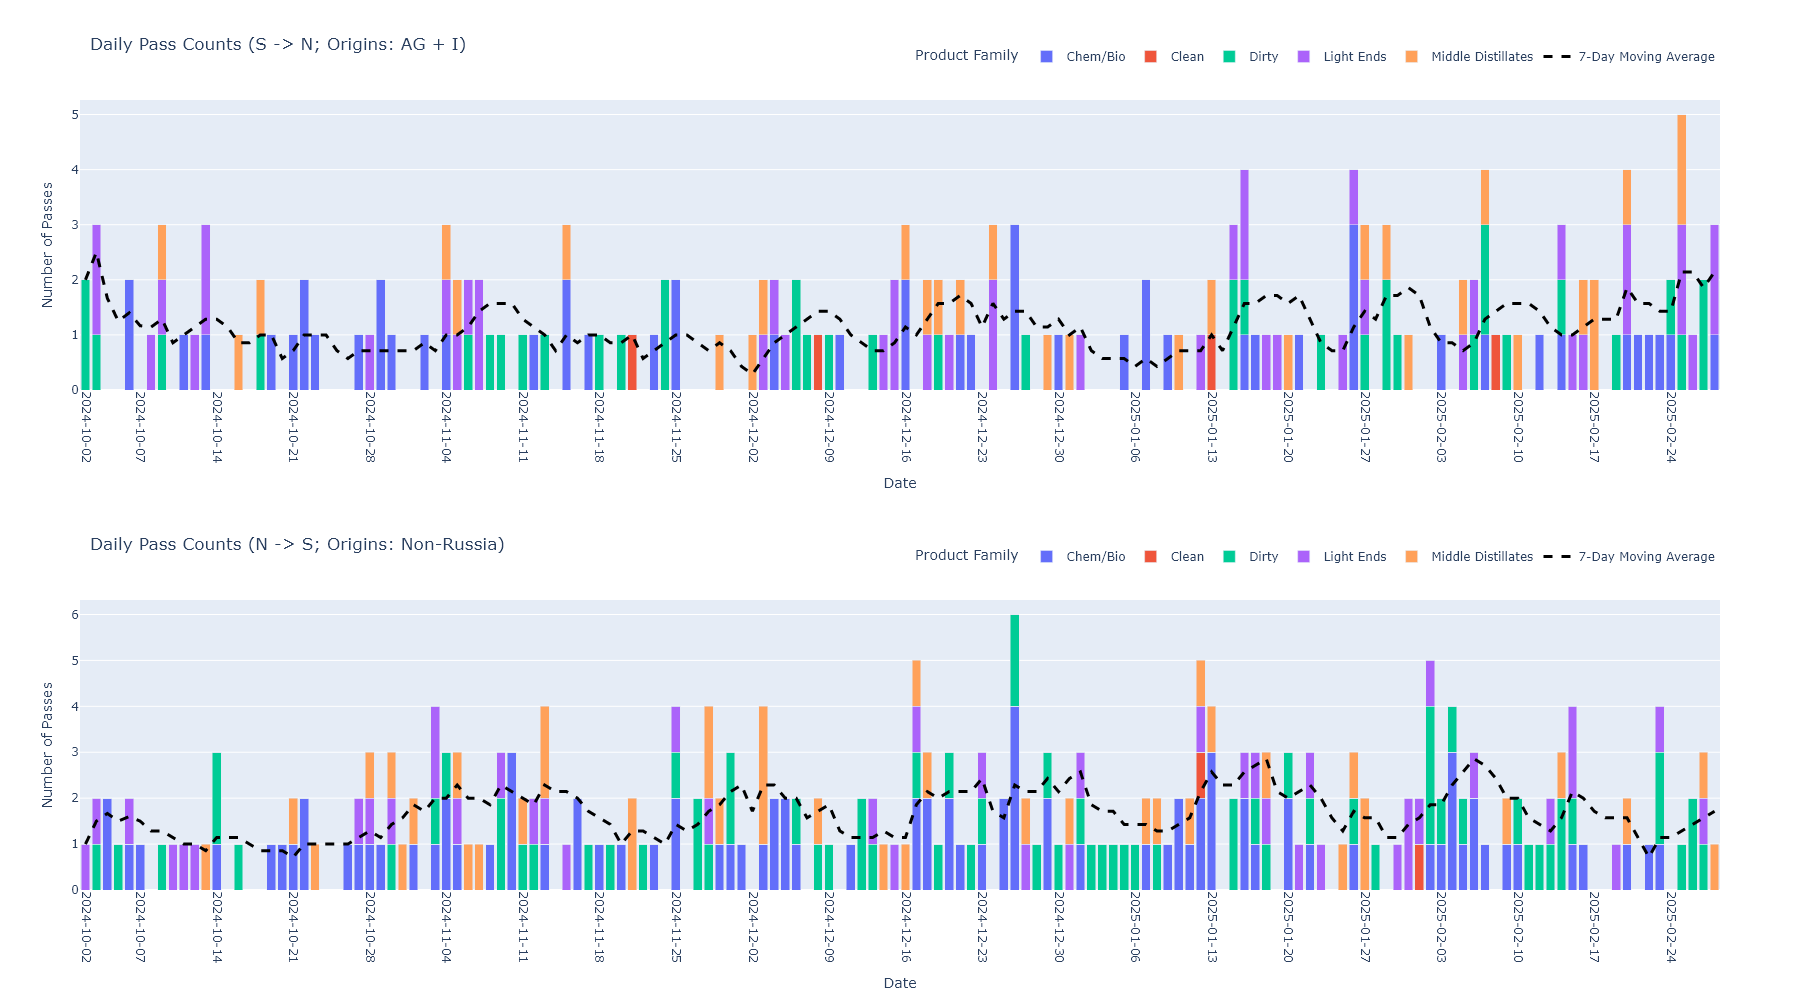 Daily Pass Counts (S -> N; Origins: AG + I)
Product Family Chem/Bio Clean Dirty Light Ends Middle Distillates 7-Day Moving Average
Number of Passes
5
4
3
2
1
0
2024-10-02 2024-10-07 2024-10-14 2024-10-21 2024-10-28 2024-11-04 2024-11-11 2024-11-18 2024-11-25 2024-12-02 2024-12-09 2024-12-16 2024-12-23 2024-12-30 2025-01-06 2025-01-13 2025-01-20 2025-01-27 2025-02-03 2025-02-10 2025-02-17 2025-02-24
Date
Daily Pass Counts (N -> S; Origins: Non-Russia)
Product Family Chem/Bio Clean Dirty Light Ends Middle Distillates 7-Day Moving Average
Number of Passes
6
5
4
3
2
1
0
2024-10-02 2024-10-07 2024-10-14 2024-10-21 2024-10-28 2024-11-04 2024-11-11 2024-11-18 2024-11-25 2024-12-02 2024-12-09 2024-12-16 2024-12-23 2024-12-30 2025-01-06 2025-01-13 2025-01-20 2025-01-27 2025-02-03 2025-02-10 2025-02-17 2025-02-24
Date